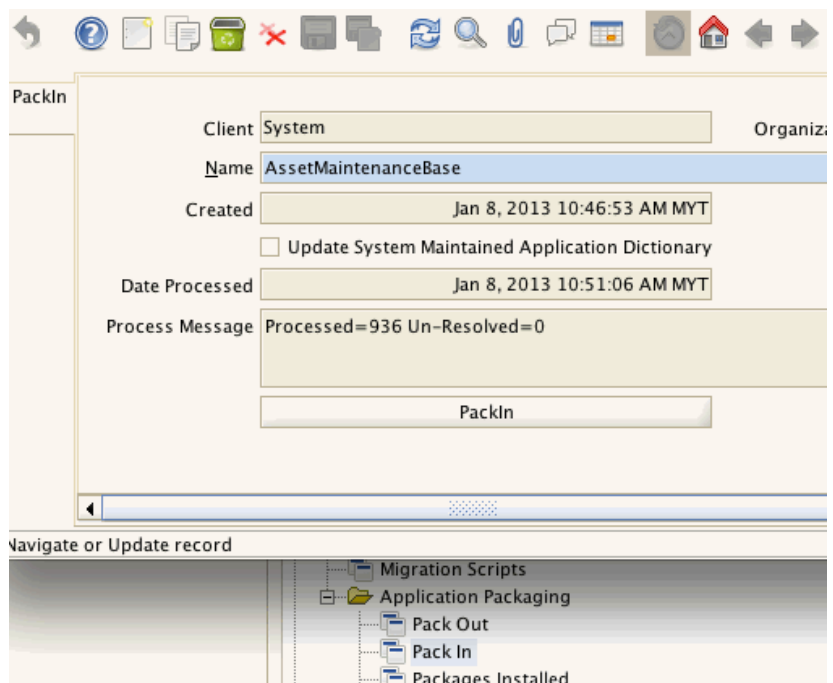 PackIn
Client System Organiza
Name AssetMaintenanceBase
Created Jan 8, 2013 10:46:53 AM MYT
Update System Maintained Application Dictionary
Date Processed Jan 8, 2013 10:51:06 AM MYT
Process Message Processed=936 Un-Resolved=0
PackIn
Navigate or Update record
Migration Scripts
Application Packaging
Pack Out
Pack In
Packages Installed